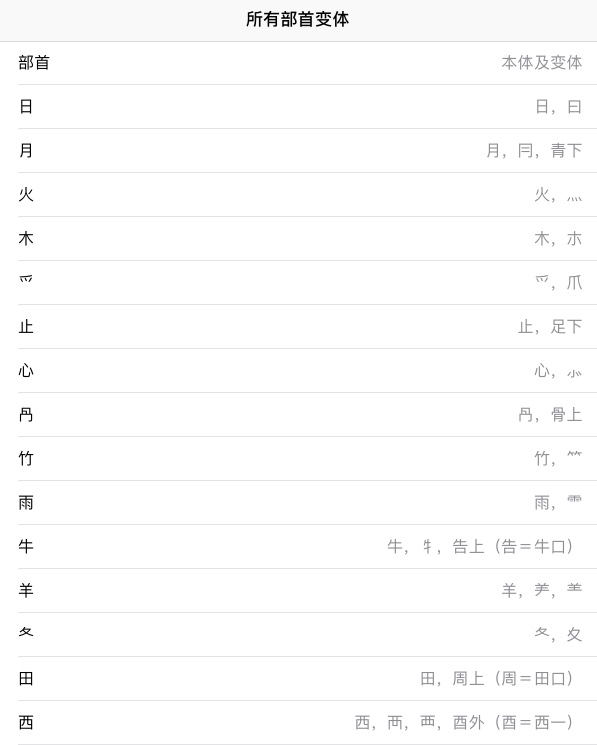 所有部首变体
部首 本体及变体
日 日，曰
月 月，冃，青下
火 火，灬
木 木，朩
爫 爫，爫，爪
止 止，足下
心 心，㣺
冎 冎，骨上
竹 竹，⺮
雨 雨，⻗
牛 牛，牜，告上（告＝牛口）
羊 羊，⺶，⺷
夂 夂，夊
田 田，周上（周＝田口）
西 西，襾，覀，酉外（酉＝西一）